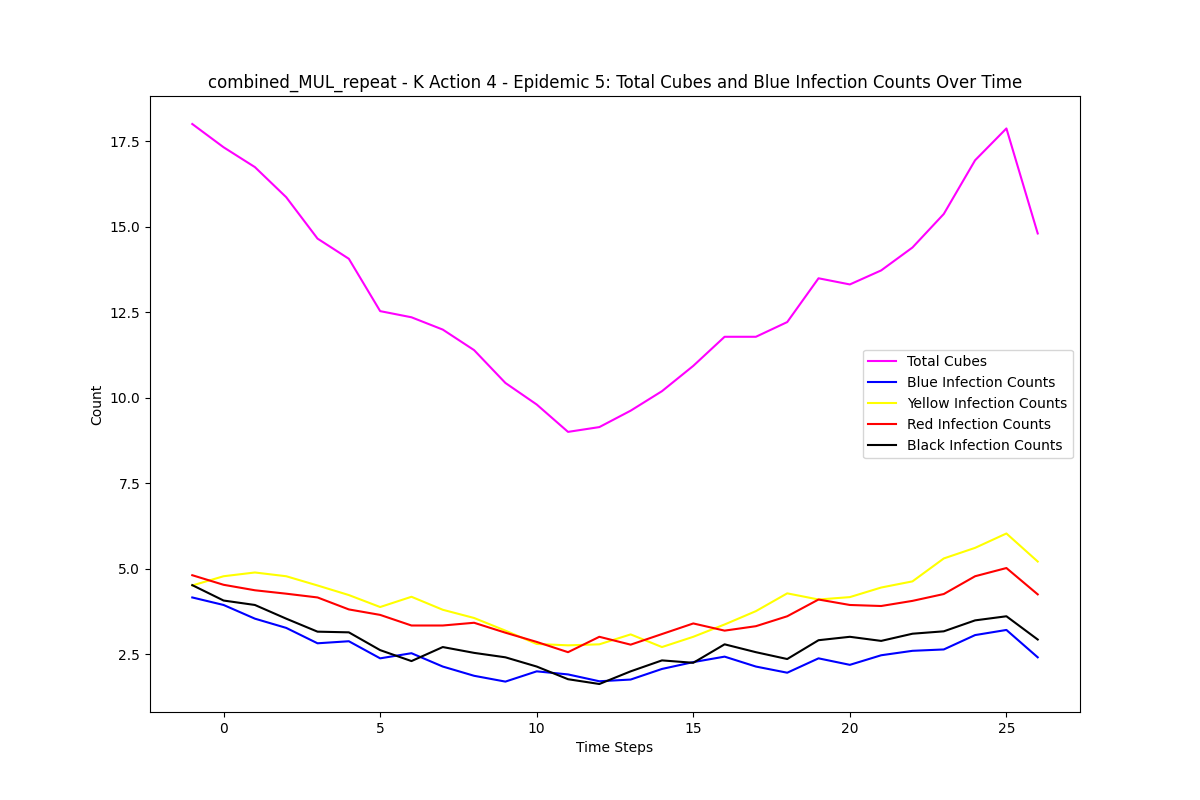 combined_MUL_repeat - K Action 4 - Epidemic 5: Total Cubes and Blue Infection Counts Over Time
17.5
15.0
12.5
10.0
7.5
5.0
2.5
Count
Total Cubes
Blue Infection Counts
Yellow Infection Counts
Red Infection Counts
Black Infection Counts
0 5 10 15 20 25
Time Steps